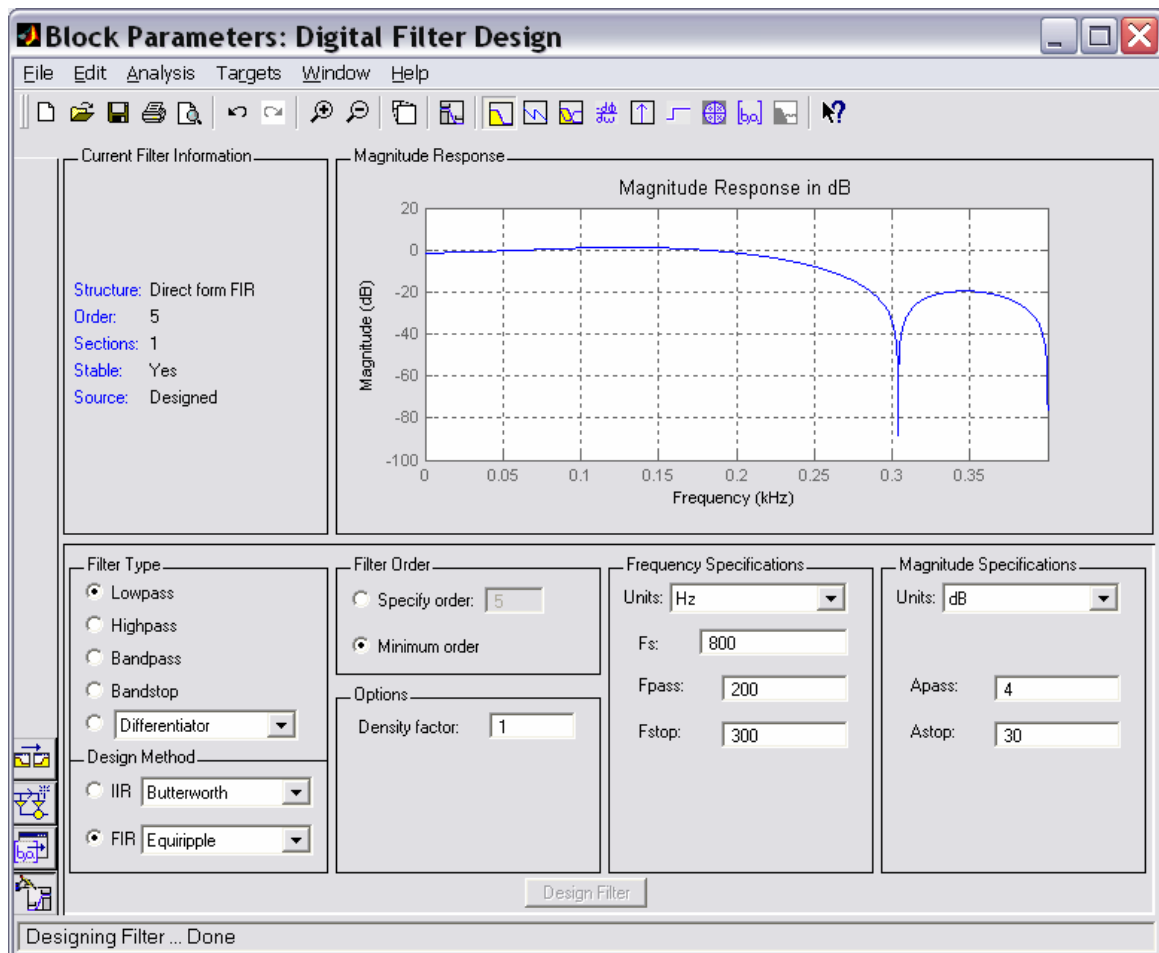 Block Parameters: Digital Filter Design
File Edit Analysis Targets Window Help
Current Filter Information
Structure: Direct form FIR
Order: 5
Sections: 1
Stable: Yes
Source: Designed
Magnitude Response
Magnitude Response in dB
20
0
-20
-40
-60
-80
-100
Magnitude (dB)
0 0.05 0.1 0.15 0.2 0.25 0.3 0.35
Frequency (kHz)
Filter Type
Lowpass
Highpass
Bandpass
Bandstop
Differentiator
Design Method
IIR Butterworth
FIR Equiripple
Filter Order
Specify order: 5
Minimum order
Options
Density factor: 1
Frequency Specifications
Units: Hz
Fs: 800
Fpass: 200
Fstop: 300
Magnitude Specifications
Units: dB
Apass: 4
Astop: 30
Design Filter
Designing Filter ... Done